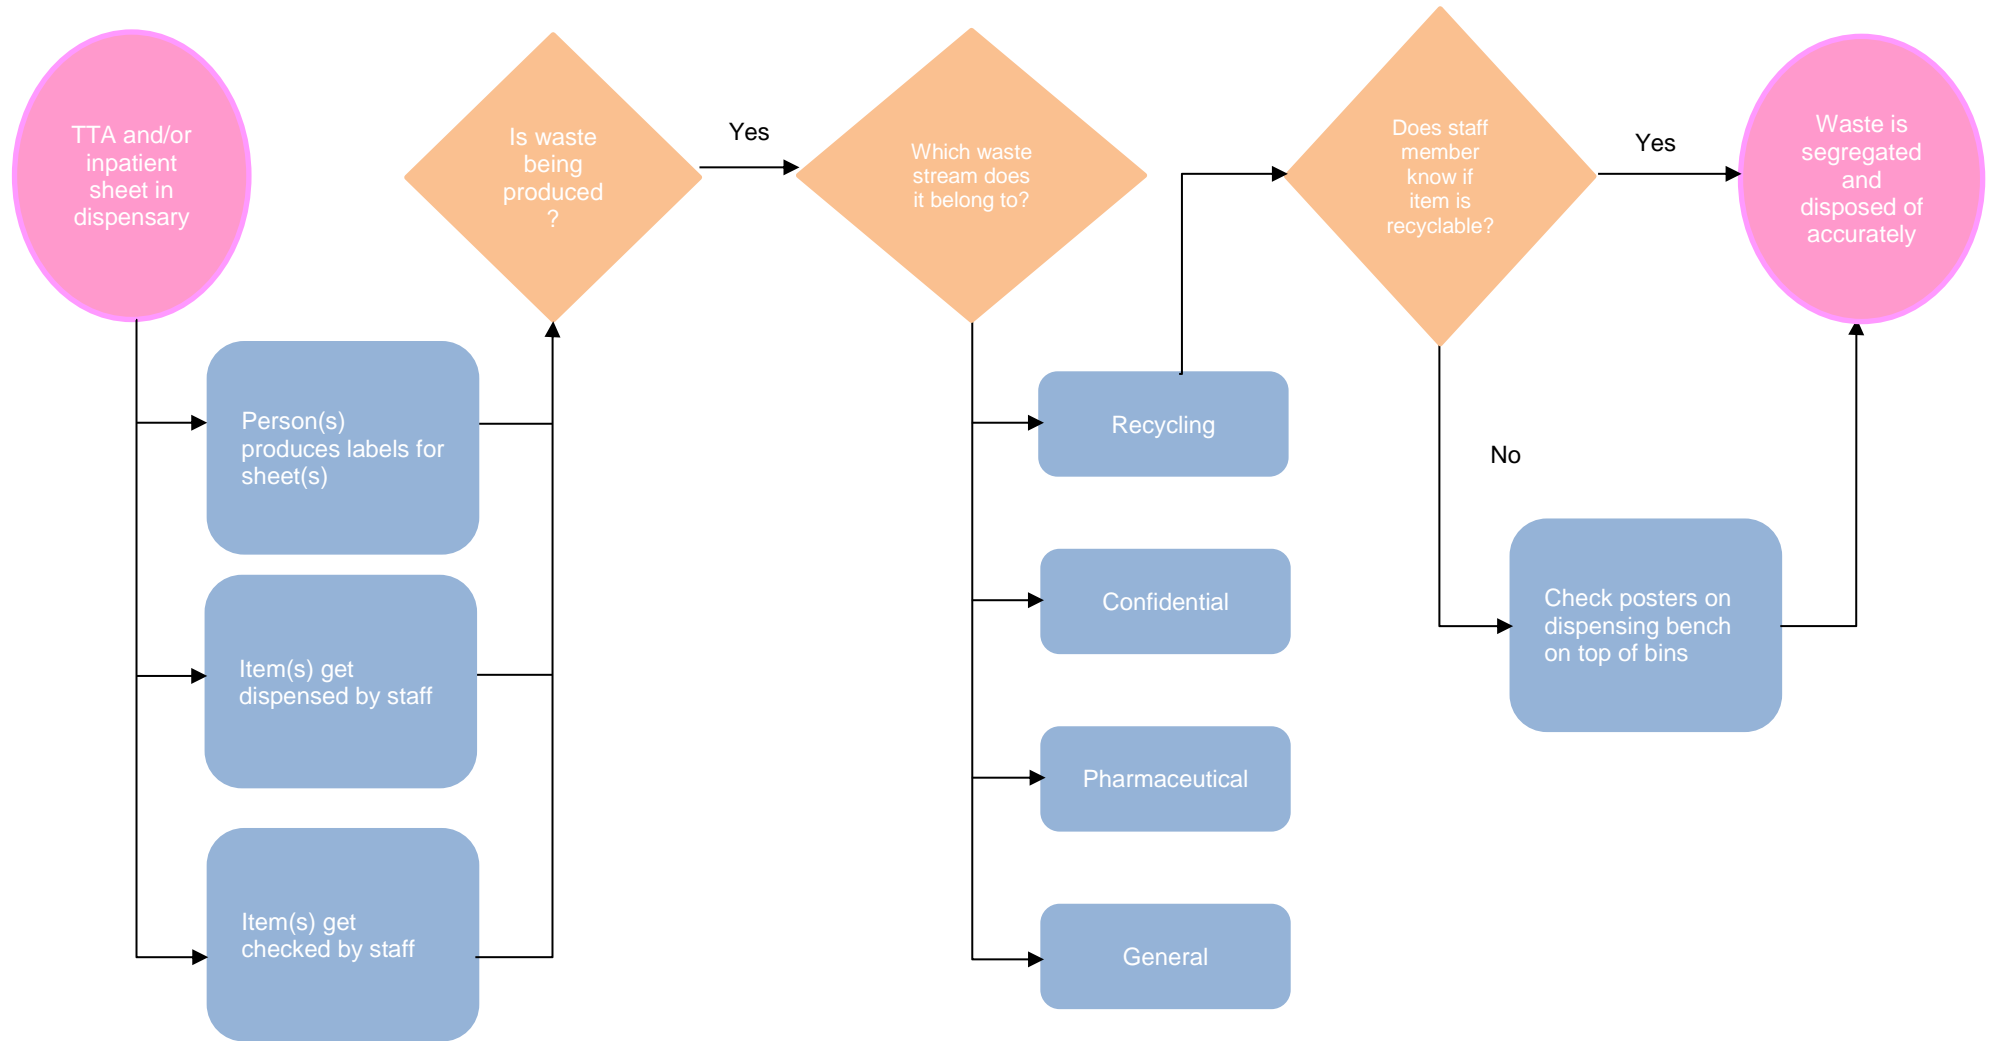 TTA and/or
inpatient
sheet in
dispensary
Person(s)
produces labels for
sheet(s)
Item(s) get
dispensed by staff
Item(s) get
checked by staff
Is waste
being
produced
?
Yes
Which waste
stream does
it belong to?
Recycling
Confidential
Pharmaceutical
General
Does staff
member
know if
item is
recyclable?
Yes
No
Check posters on
dispensing bench
on top of bins
Waste is
segregated
and
disposed of
accurately